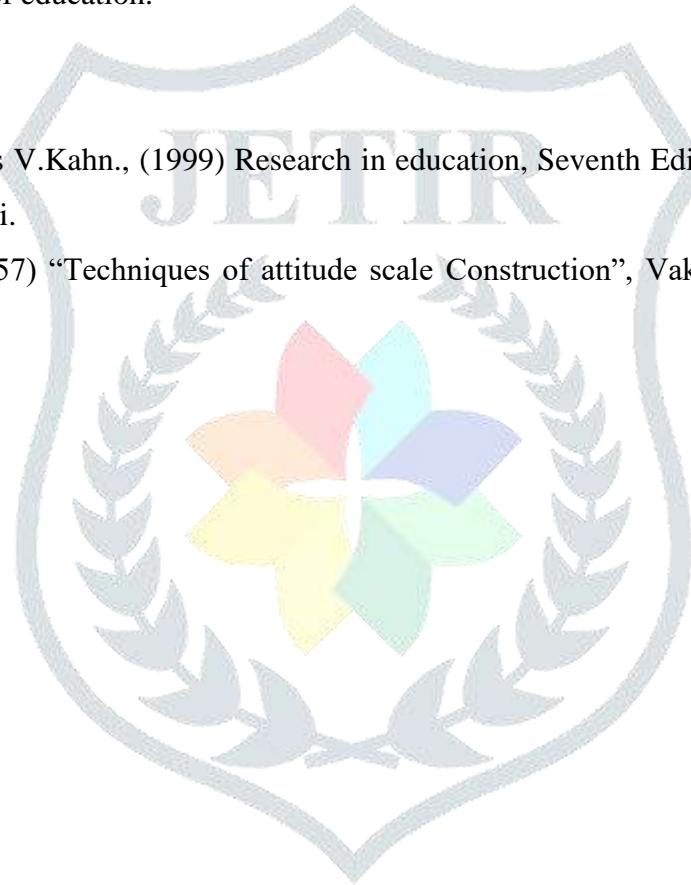 of education.
JETIR
s V.Kahn., (1999) Research in education, Seventh Edi
i.
57) “Techniques of attitude scale Construction”, Vak